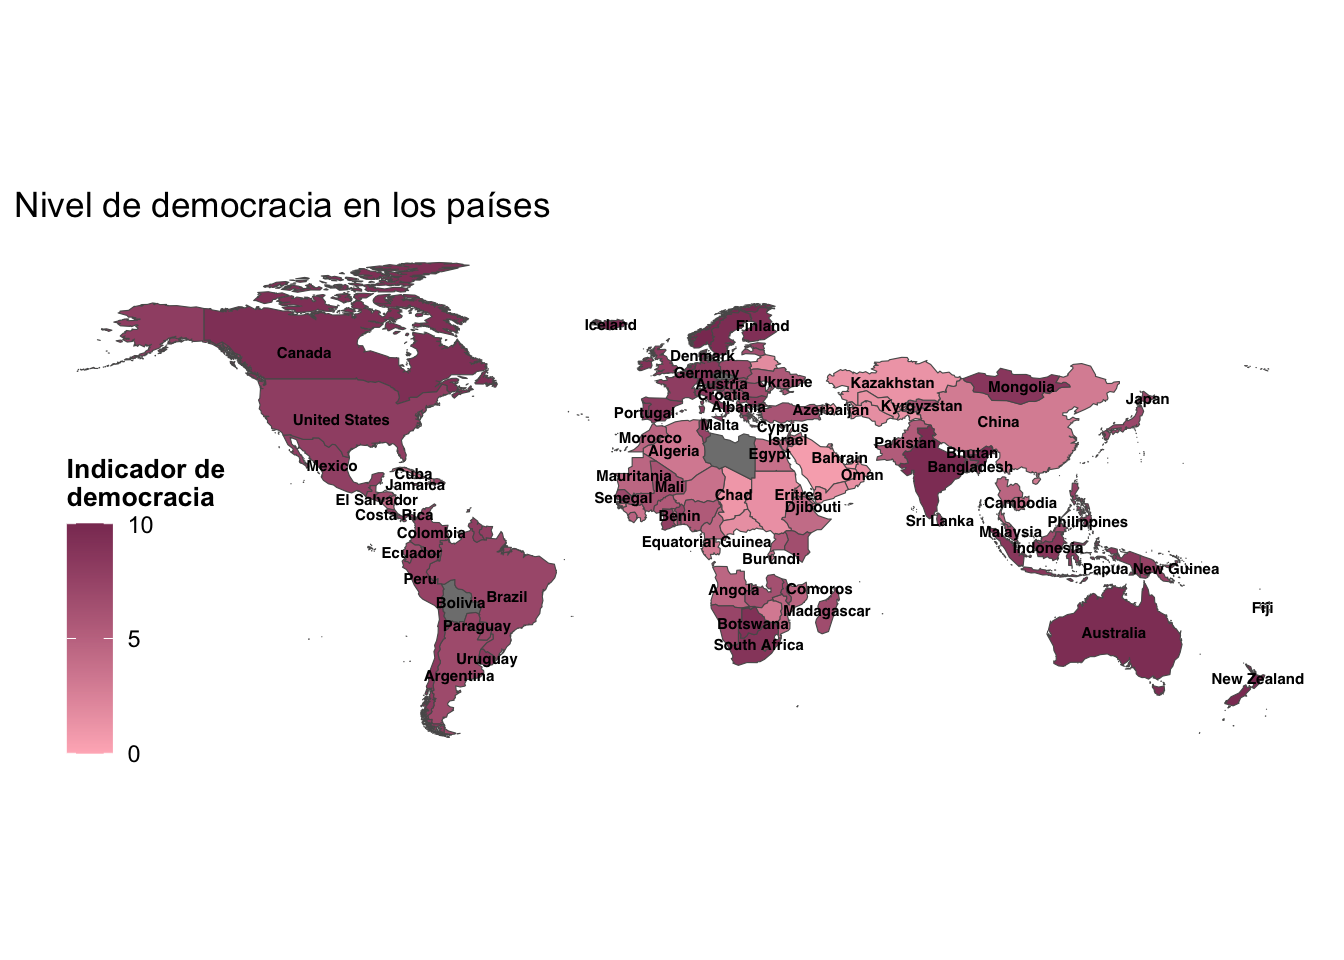 Nivel de democracia en los países
Iceland
Finland
Canada
Denmark
Germany
Austria
Ukraine
Kazakhstan
Mongolia
Croatia
Japan
Albania
Azerbaijan
Kyrgyzstan
Portugal
United States
Malta
China
Cyprus
Morocco
Israel
Pakistan
Algeria
Egypt
Bhutan
Bahrain
Mexico
Bangladesh
Indicador de
democracia
Cuba
Mauritania
Oman
Jamaica
Mali
El Salvador
Senegal
Chad
Eritrea
Cambodia
Djibouti
Costa Rica
Benin
Sri Lanka
Philippines
10
Colombia
Malaysia
Equatorial Guinea
Indonesia
Ecuador
Burundi
Papua New Guinea
Peru
Angola
Comoros
Brazil
Bolivia
Fiji
Madagascar
Paraguay
Botswana
Australia
5
South Africa
Uruguay
Argentina
New Zealand
0